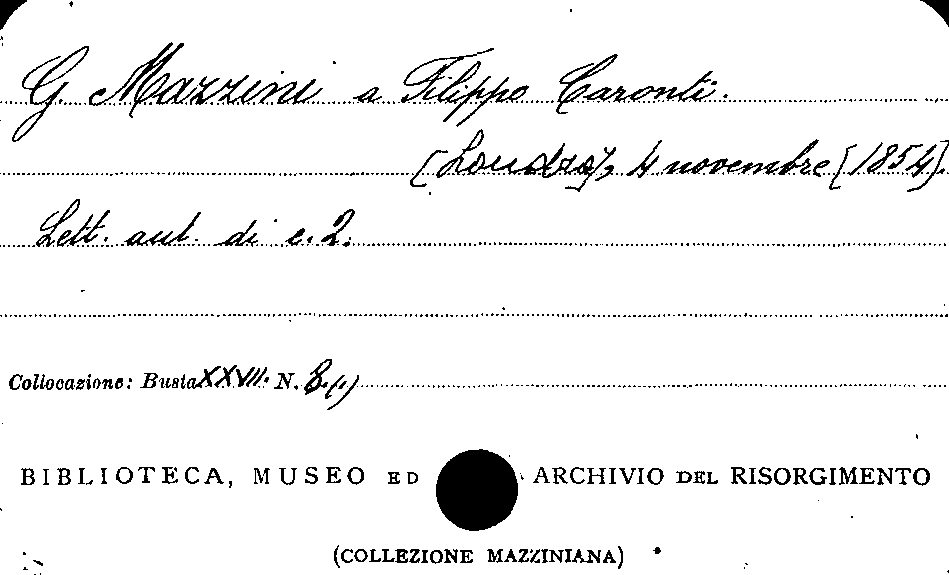 G. Mazzini a Filippo Caronti.
[Londra], 4 novembre [1854].
Lett. aut. di c. 2.
Collocazione: Busta XXVIII. N. 8.(1)
BIBLIOTECA, MUSEO ED ARCHIVIO DEL RISORGIMENTO
(COLLEZIONE MAZZINIANA)